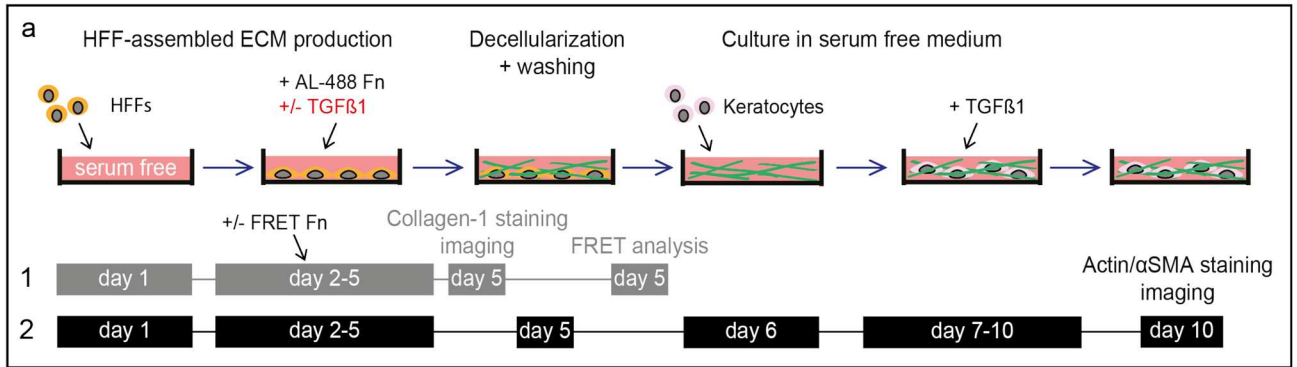 a
HFF-assembled ECM production
Decellularization
+ washing
Culture in serum free medium
+ AL-488 Fn
+/- TGFß1
HFFs
Keratocytes
+ TGFß1
serum free
+/- FRET Fn
Collagen-1 staining
imaging
FRET analysis
Actin/αSMA staining
imaging
1
day 1
day 2-5
day 5
day 5
2
day 1
day 2-5
day 5
day 6
day 7-10
day 10